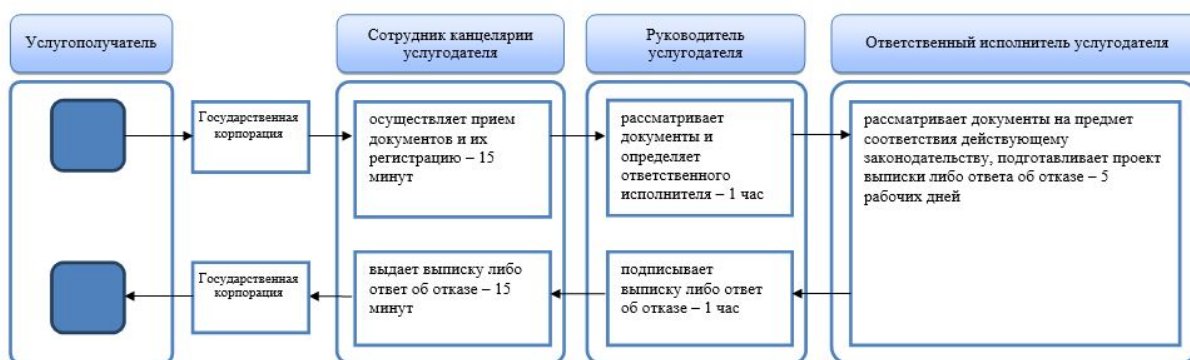 Услугополучатель
Сотрудник канцелярии
услугодателя
Руководитель
услугодателя
Ответственный исполнитель услугодателя
Государственная
корпорация
осуществляет прием
документов и их
регистрацию – 15
минут
рассматривает
документы и
определяет
ответственного
исполнителя – 1 час
рассматривает документы на предмет
соответствия действующему
законодательству, подготавливает проект
выписки либо ответа об отказе – 5
рабочих дней
Государственная
корпорация
выдает выписку либо
ответ об отказе – 15
минут
подписывает
выписку либо ответ
об отказе – 1 час